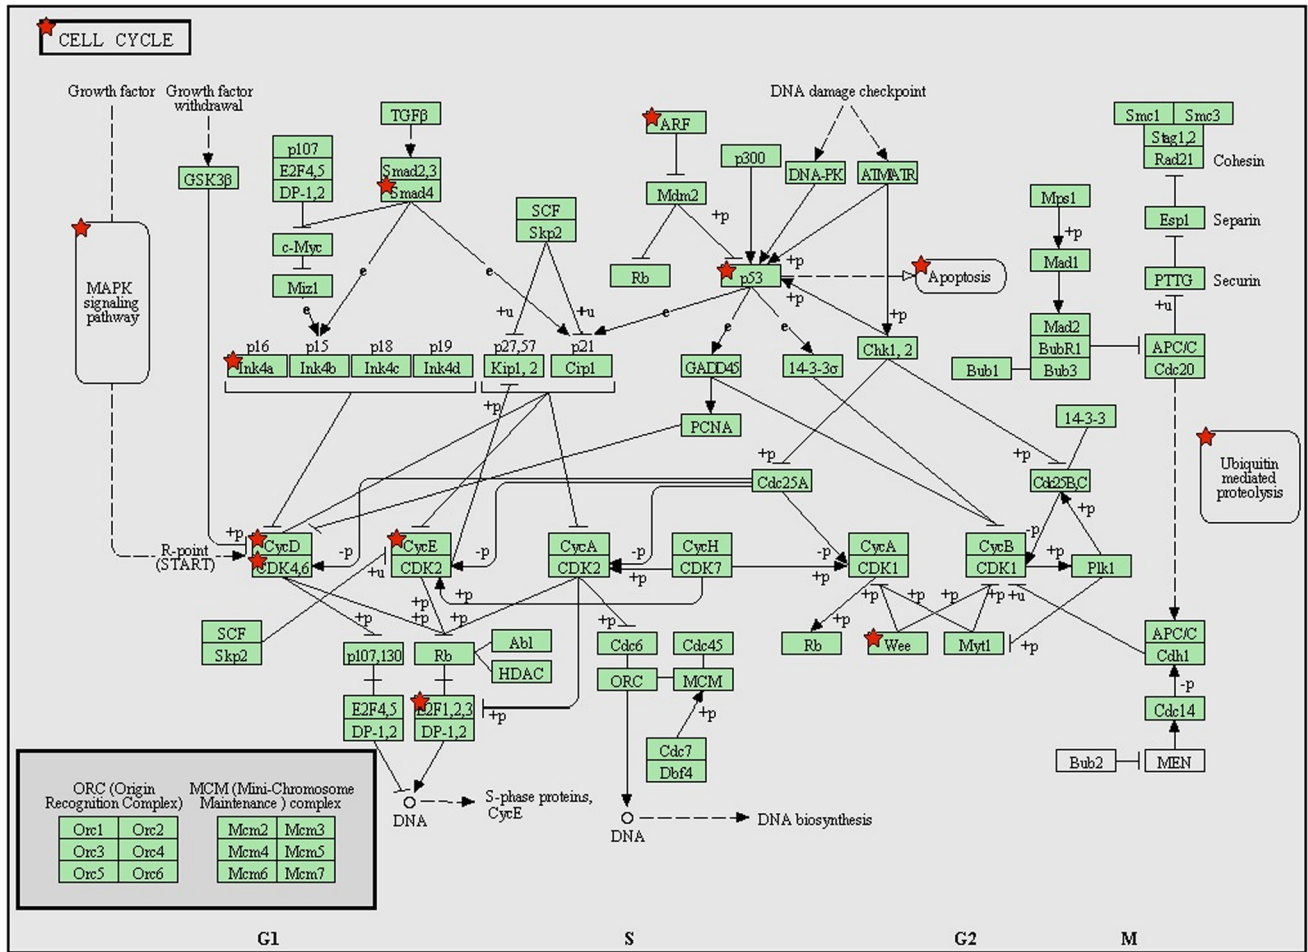 CELL CYCLE
Growth factor
Growth factor
withdrawal
TGFβ
ARF
DNA damage checkpoint
Smc1
Smc3
Stag1,2
Rad21
Cohesin
p107
E2F4,5
DP-1,2
GSK3β
Smad2,3
Smad4
p300
DNA-PK
ATM/ATR
Mdm2
+p
SCF
Skp2
Mps1
+p
Esp1
Separin
c-Myc
Miz1
e
e
e
Rb
p53
+p
+p
Apoptosis
Mad1
PTTG
Securin
+u
MAPK
signaling
pathway
+u
+u
e
e
e
+p
Mad2
BubR1
Bub3
Bub1
APC/C
Cdc20
p16
Ink4a
p15
Ink4b
p18
Ink4c
p19
Ink4d
p27,57
Kip1, 2
p21
Cip1
GADD45
14-3-3σ
Chk1, 2
+p
PCNA
14-3-3
+p
+p
Cdc25A
Cdc25B,C
Ubiquitin
mediated
proteolysis
+p
R-point
(START)
+p
CycD
CDK4,6
-p
CycE
CDK2
-p
+u
CycA
CDK2
-p
+p
CycH
CDK7
-p
+p
CycA
CDK1
CycB
CDK1
-p
+p
Plk1
+p
+p
+p
+p
+p
+p
+p
+p
+p
+p
+u
SCF
Skp2
p107,130
Rb
Abl
HDAC
Cdc6
Cdc45
ORC
MCM
+p
Rb
Wee
Myt1
+p
APC/C
Cdh1
-p
Cdc14
E2F4,5
DP-1,2
E2F1,2,3
DP-1,2
+p
Cdc7
Dbf4
Bub2
MEN
DNA
S-phase proteins,
CycE
DNA
DNA biosynthesis
ORC (Origin
Recognition Complex)
Orc1
Orc2
Orc3
Orc4
Orc5
Orc6
MCM (Mini-Chromosome
Maintenance ) complex
Mcm2
Mcm3
Mcm4
Mcm5
Mcm6
Mcm7
G1
S
G2
M